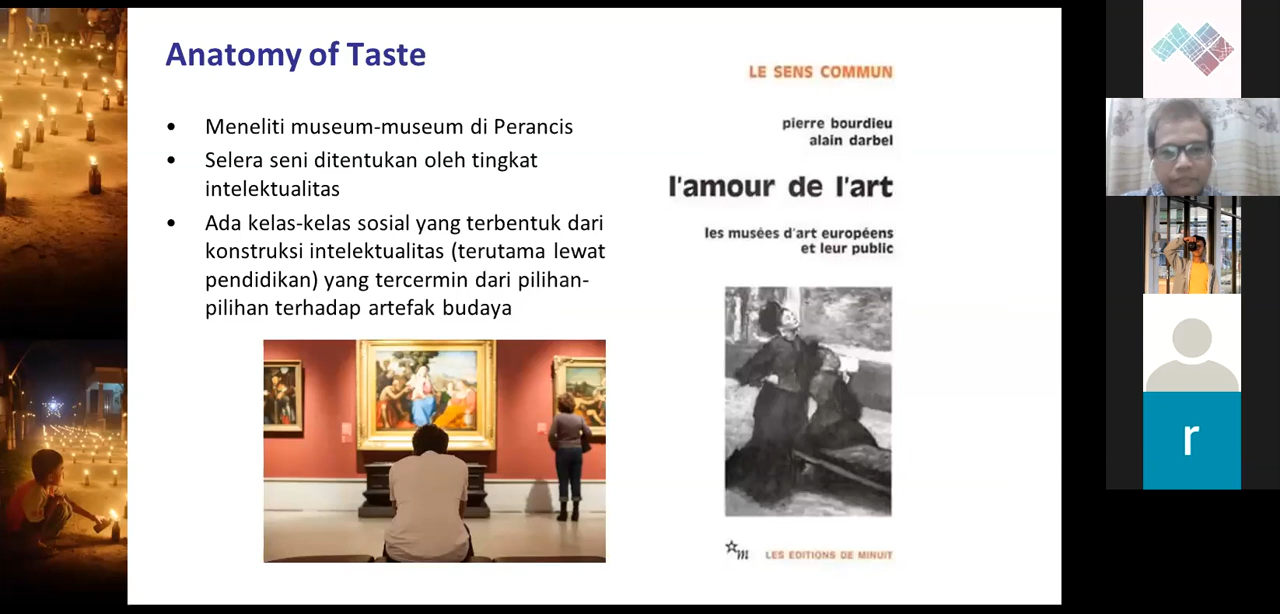 Anatomy of Taste
• Meneliti museum-museum di Perancis
• Selera seni ditentukan oleh tingkat
intelektualitas
• Ada kelas-kelas sosial yang terbentuk dari
konstruksi intelektualitas (terutama lewat
pendidikan) yang tercermin dari pilihan-
pilihan terhadap artefak budaya
LE SENS COMMUN
pierre bourdieu
alain darbel
l'amour de l'art
les musées d'art européens
et leur public
m
LES EDITIONS DE MINUIT
r